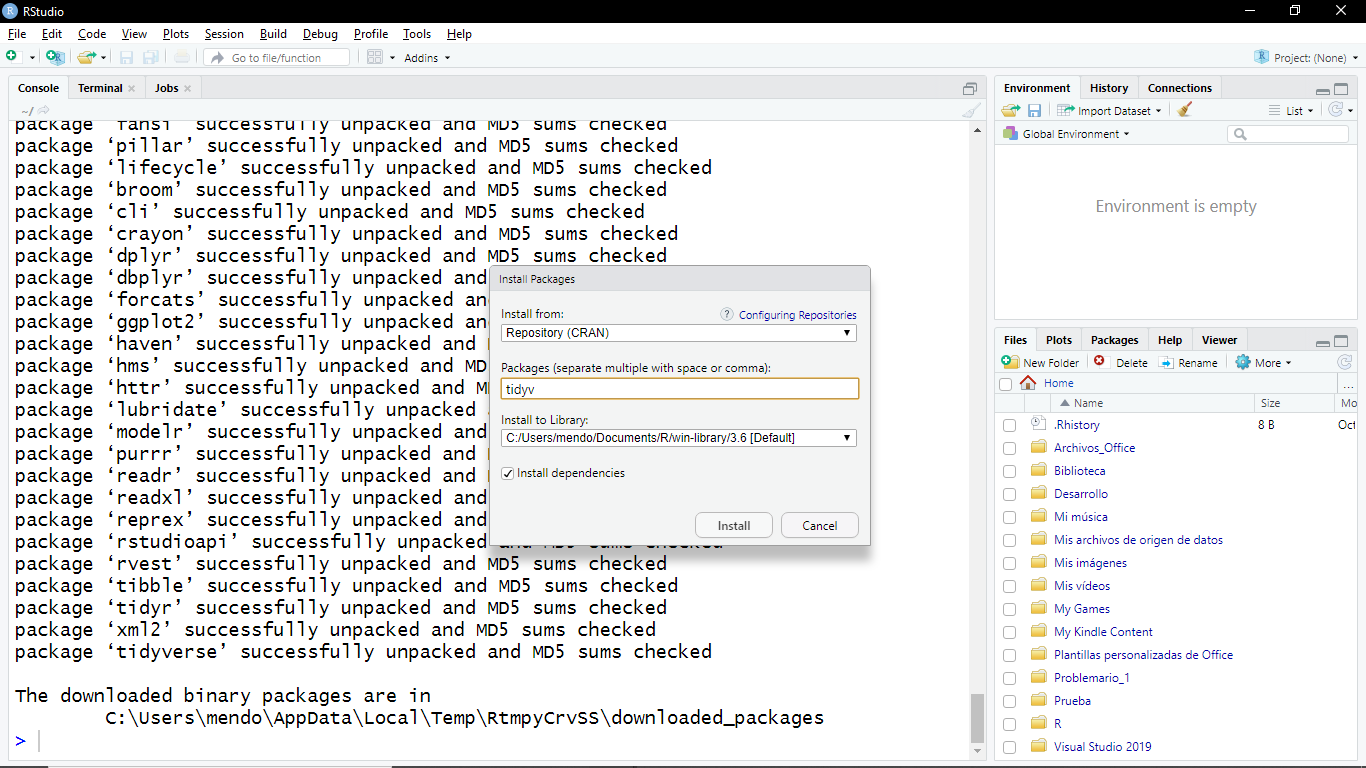 RStudio
File Edit Code View Plots Session Build Debug Profile Tools Help
Go to file/function Addins Project: (None)
Console Terminal Jobs
~/
package ‘fansi’ successfully unpacked and MD5 sums checked
package ‘pillar’ successfully unpacked and MD5 sums checked
package ‘lifecycle’ successfully unpacked and MD5 sums checked
package ‘broom’ successfully unpacked and MD5 sums checked
package ‘cli’ successfully unpacked and MD5 sums checked
package ‘crayon’ successfully unpacked and MD5 sums checked
package ‘dplyr’ successfully unpacked and MD5 sums checked
package ‘dbplyr’ successfully unpacked and
package ‘forcats’ successfully unpacked an
package ‘ggplot2’ successfully unpacked an
package ‘haven’ successfully unpacked and
package ‘hms’ successfully unpacked and MD
package ‘httr’ successfully unpacked and M
package ‘lubridate’ successfully unpacked
package ‘modelr’ successfully unpacked and
package ‘purrr’ successfully unpacked and
package ‘readr’ successfully unpacked and
package ‘readxl’ successfully unpacked and
package ‘reprex’ successfully unpacked and
package ‘rstudioapi’ successfully unpacked and MD5 sums checked
package ‘rvest’ successfully unpacked and MD5 sums checked
package ‘tibble’ successfully unpacked and MD5 sums checked
package ‘tidyr’ successfully unpacked and MD5 sums checked
package ‘xml2’ successfully unpacked and MD5 sums checked
package ‘tidyverse’ successfully unpacked and MD5 sums checked
The downloaded binary packages are in
C:\Users\mendo\AppData\Local\Temp\RtmpyCrvSS\downloaded_packages
>
Install Packages
Install from: ? Configuring Repositories
Repository (CRAN)
Packages (separate multiple with space or comma):
tidyv
Install to Library:
C:/Users/mendo/Documents/R/win-library/3.6 [Default]
Install dependencies
Install Cancel
Environment History Connections
Import Dataset List
Global Environment
Environment is empty
Files Plots Packages Help Viewer
New Folder Delete Rename More
Home ...
Name Size Mo
.Rhistory 8 B Oct
Archivos_Office
Biblioteca
Desarrollo
Mi música
Mis archivos de origen de datos
Mis imágenes
Mis vídeos
My Games
My Kindle Content
Plantillas personalizadas de Office
Problemario_1
Prueba
R
Visual Studio 2019